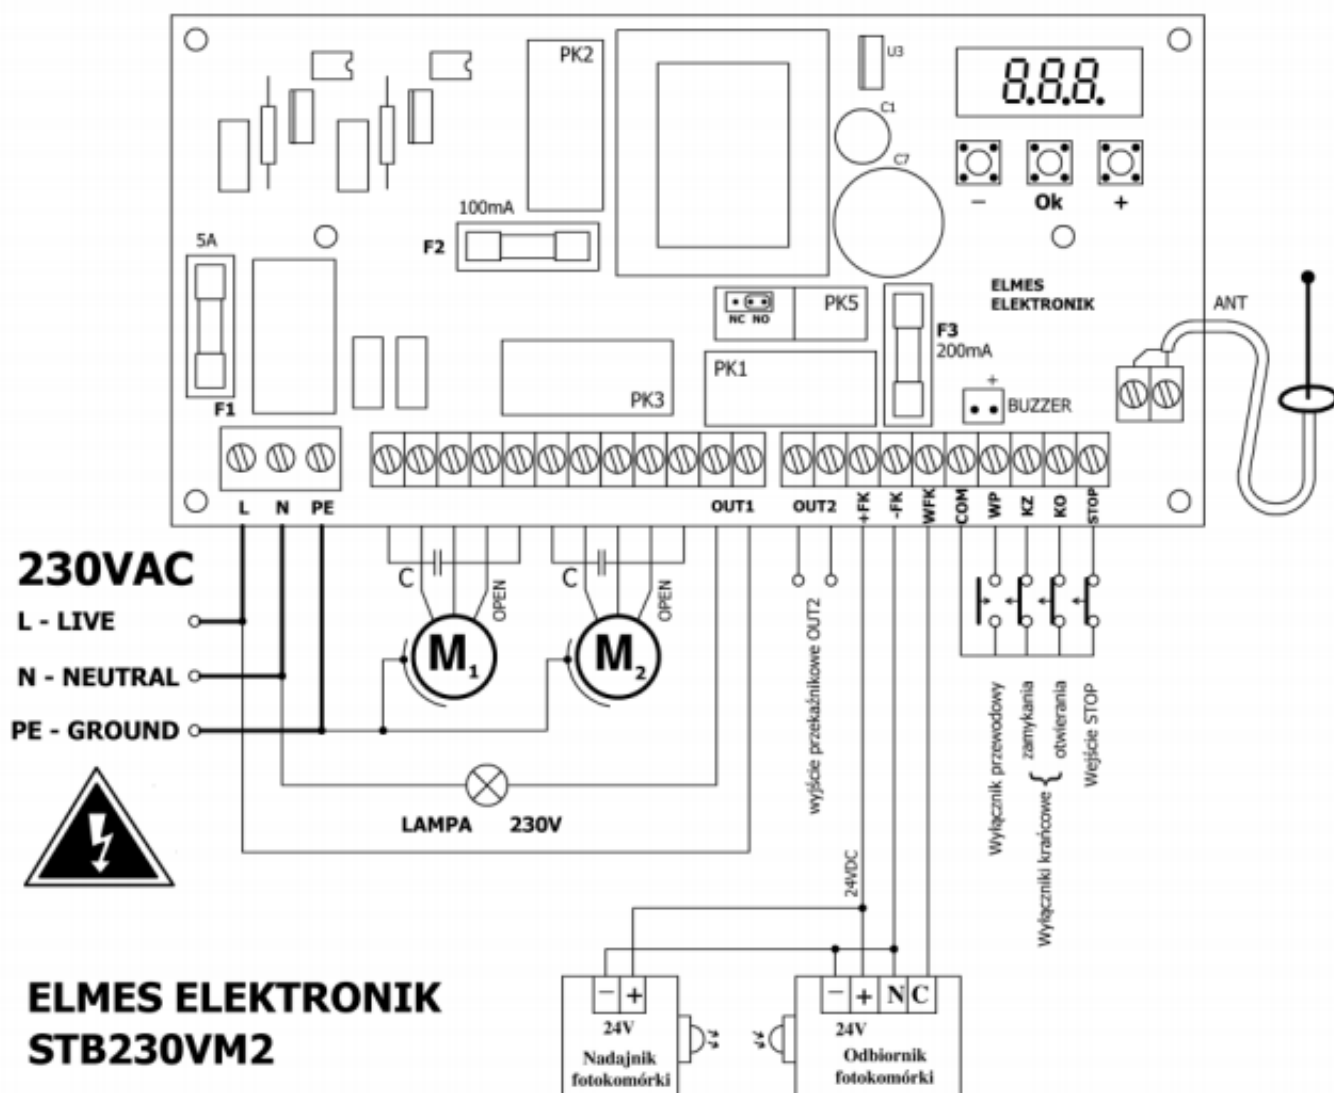 PK2
U3
8.8.8.
C1
C7
100mA
F2
5A
− Ok +
ELMES
ELEKTRONIK
ANT
NC NO
PK5
F3
200mA
PK1
PK3
F1
+
BUZZER
L N PE
OUT1
OUT2
+FK
-FK
WFK
COM
WP
KZ
KO
STOP
230VAC
L - LIVE
N - NEUTRAL
PE - GROUND
C
OPEN
M1
C
OPEN
M2
LAMPA 230V
wyjście przekaźnikowe OUT2
Wyłącznik przewodowy
zamykania
otwierania
Wyłączniki krańcowe
Wejście STOP
24VDC
ELMES ELEKTRONIK
STB230VM2
− +
24V
Nadajnik
fotokomórki
− + N C
24V
Odbiornik
fotokomórki